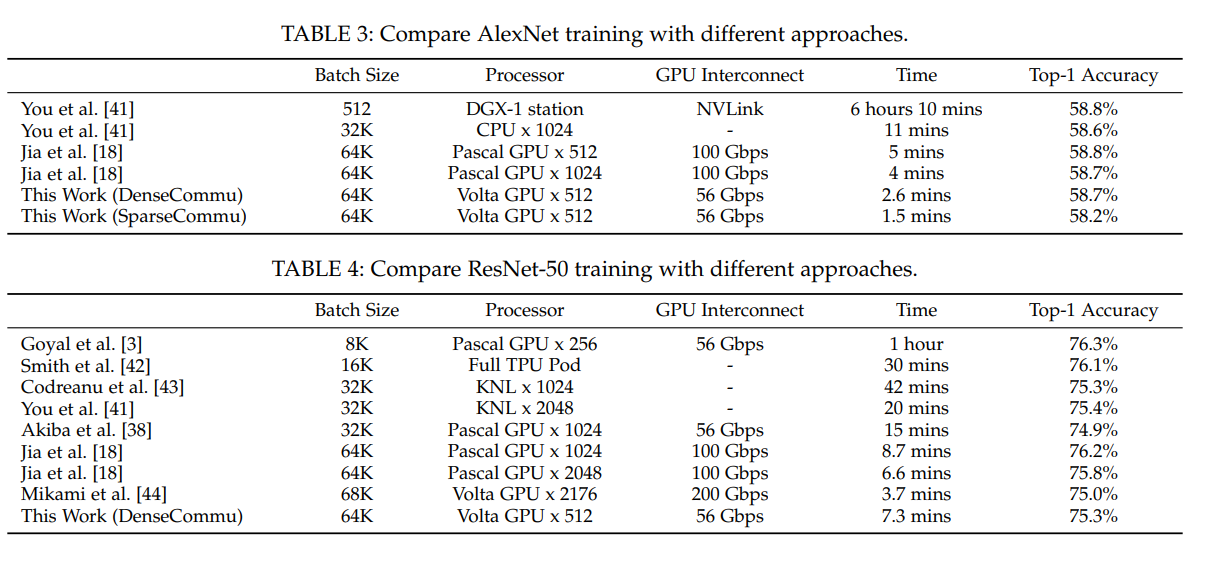 TABLE 3: Compare AlexNet training with different approaches.
Batch Size Processor GPU Interconnect Time Top-1 Accuracy
You et al. [41] 512 DGX-1 station NVLink 6 hours 10 mins 58.8%
You et al. [41] 32K CPU x 1024 - 11 mins 58.6%
Jia et al. [18] 64K Pascal GPU x 512 100 Gbps 5 mins 58.8%
Jia et al. [18] 64K Pascal GPU x 1024 100 Gbps 4 mins 58.7%
This Work (DenseCommu) 64K Volta GPU x 512 56 Gbps 2.6 mins 58.7%
This Work (SparseCommu) 64K Volta GPU x 512 56 Gbps 1.5 mins 58.2%
TABLE 4: Compare ResNet-50 training with different approaches.
Batch Size Processor GPU Interconnect Time Top-1 Accuracy
Goyal et al. [3] 8K Pascal GPU x 256 56 Gbps 1 hour 76.3%
Smith et al. [42] 16K Full TPU Pod - 30 mins 76.1%
Codreanu et al. [43] 32K KNL x 1024 - 42 mins 75.3%
You et al. [41] 32K KNL x 2048 - 20 mins 75.4%
Akiba et al. [38] 32K Pascal GPU x 1024 56 Gbps 15 mins 74.9%
Jia et al. [18] 64K Pascal GPU x 1024 100 Gbps 8.7 mins 76.2%
Jia et al. [18] 64K Pascal GPU x 2048 100 Gbps 6.6 mins 75.8%
Mikami et al. [44] 68K Volta GPU x 2176 200 Gbps 3.7 mins 75.0%
This Work (DenseCommu) 64K Volta GPU x 512 56 Gbps 7.3 mins 75.3%